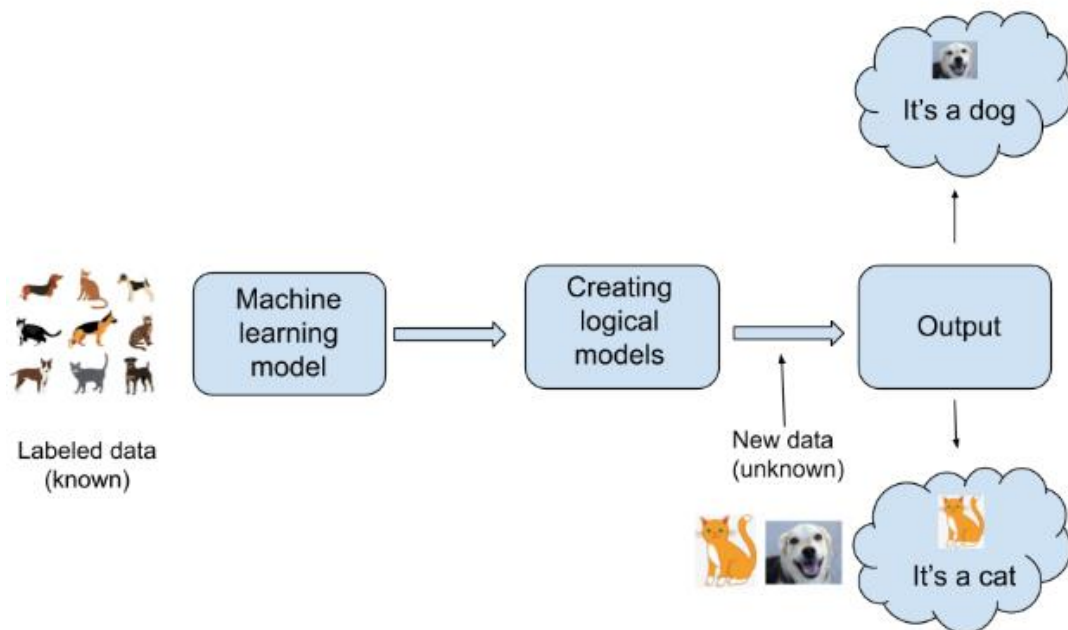 It's a dog
Machine
learning
model
Creating
logical
models
Output
Labeled data
(known)
New data
(unknown)
It's a cat